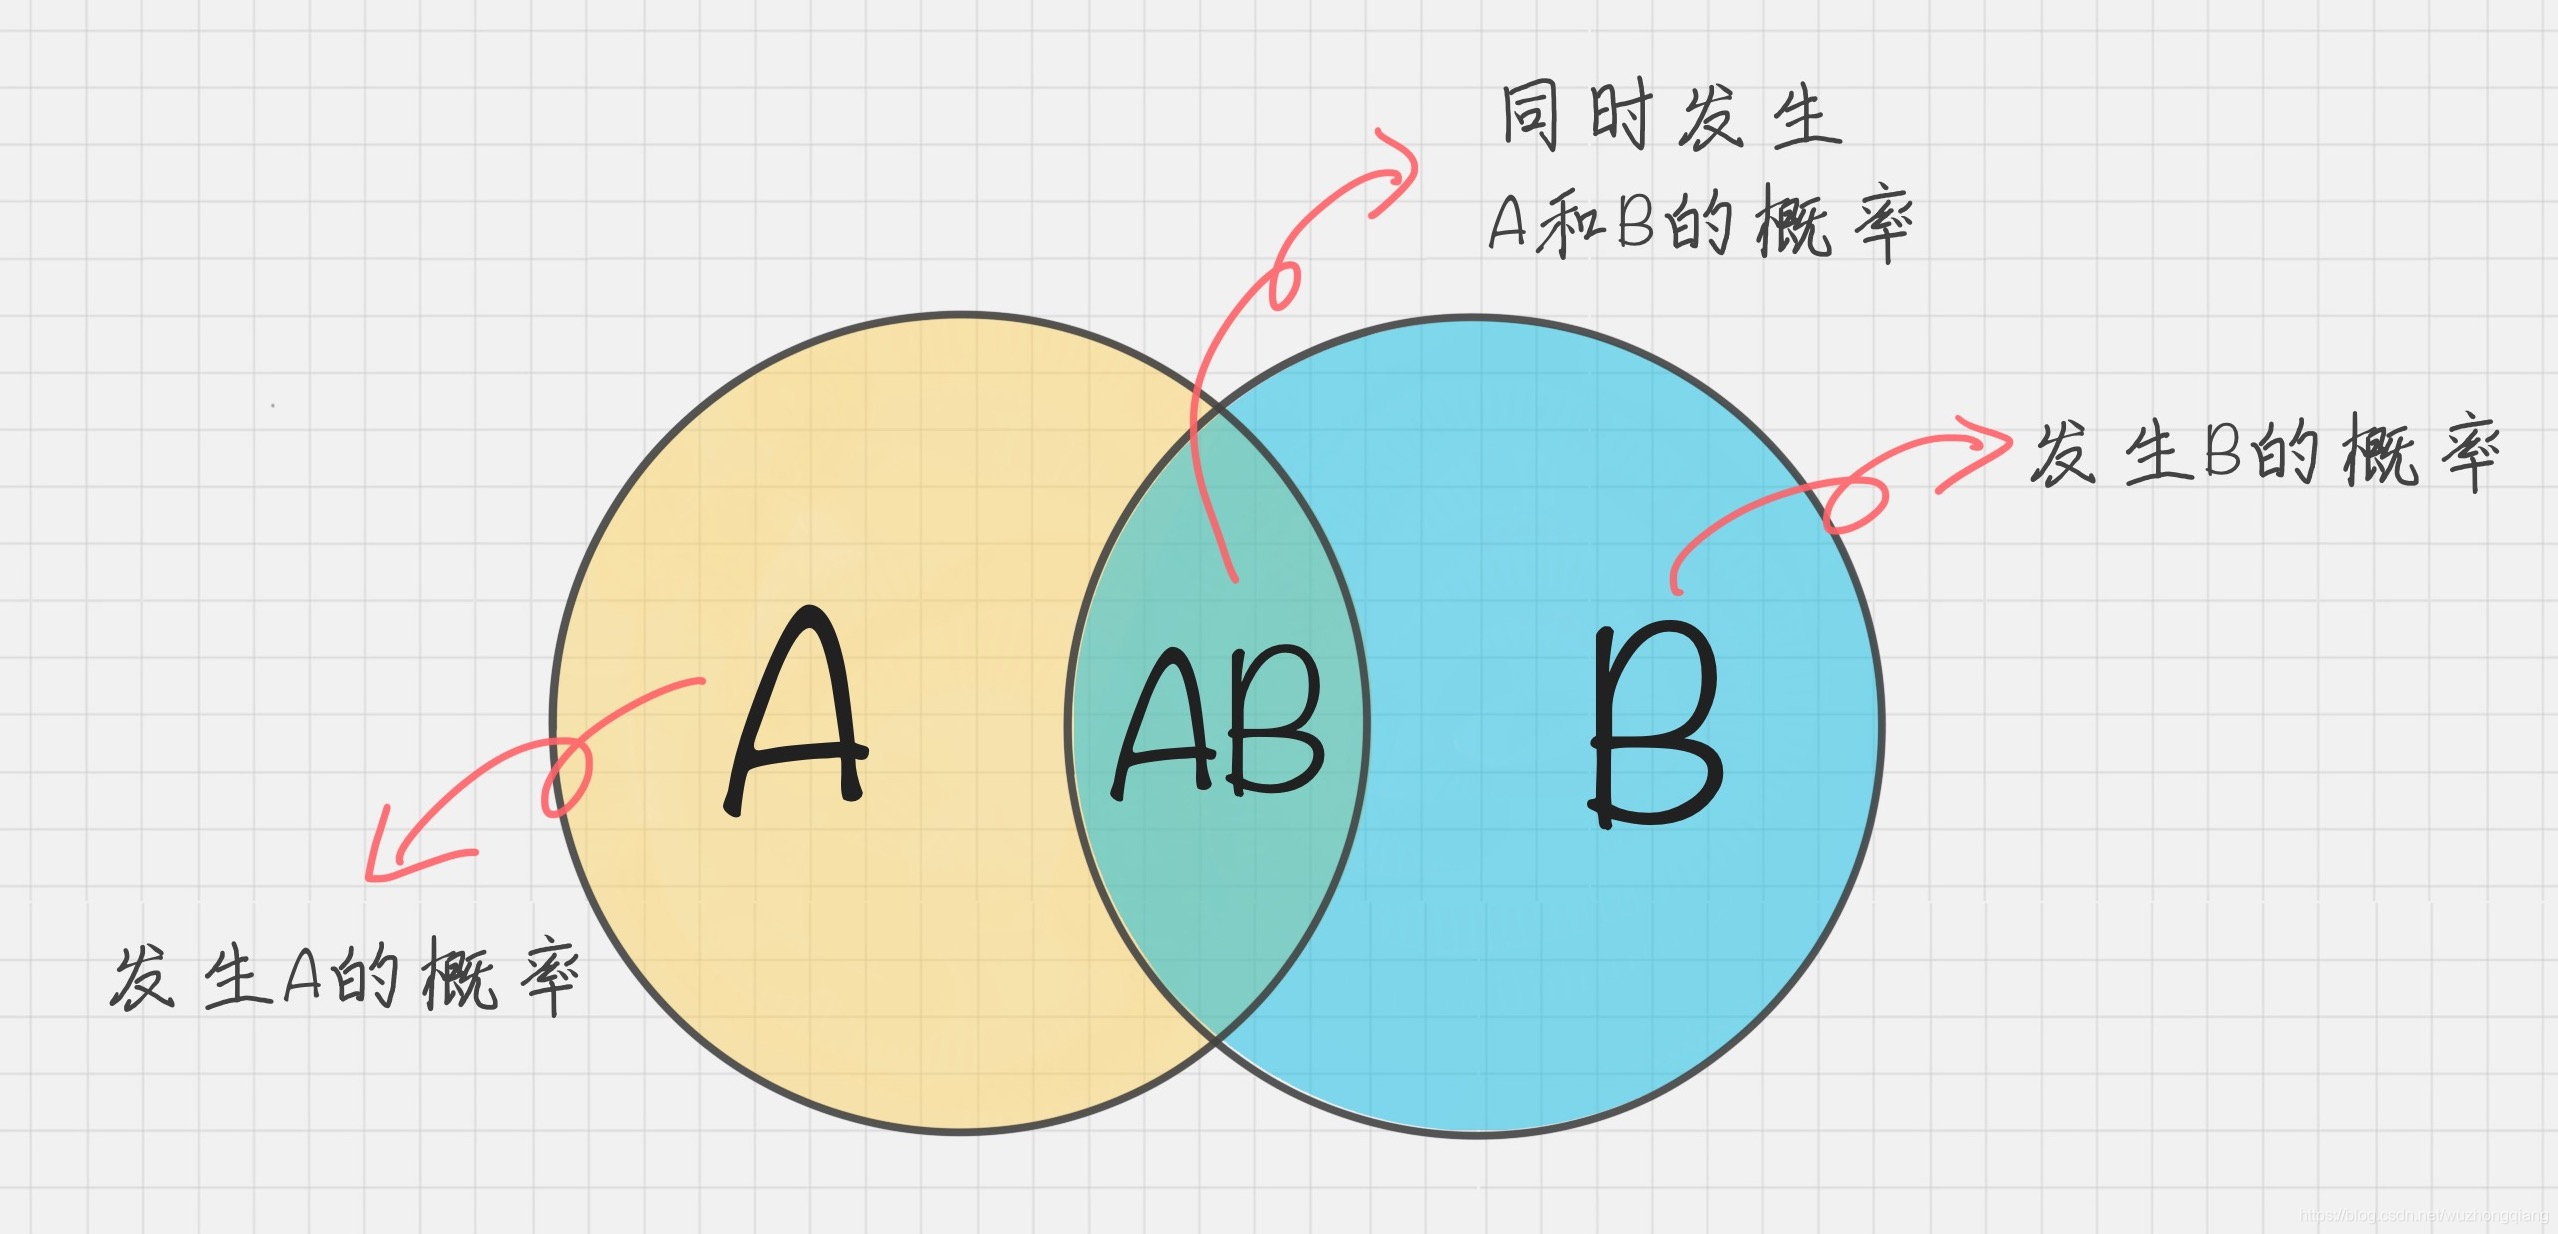 同时发生
A和B的概率
发生B的概率
A
AB
B
发生A的概率
https://blog.csdn.net/wuzhongqiang